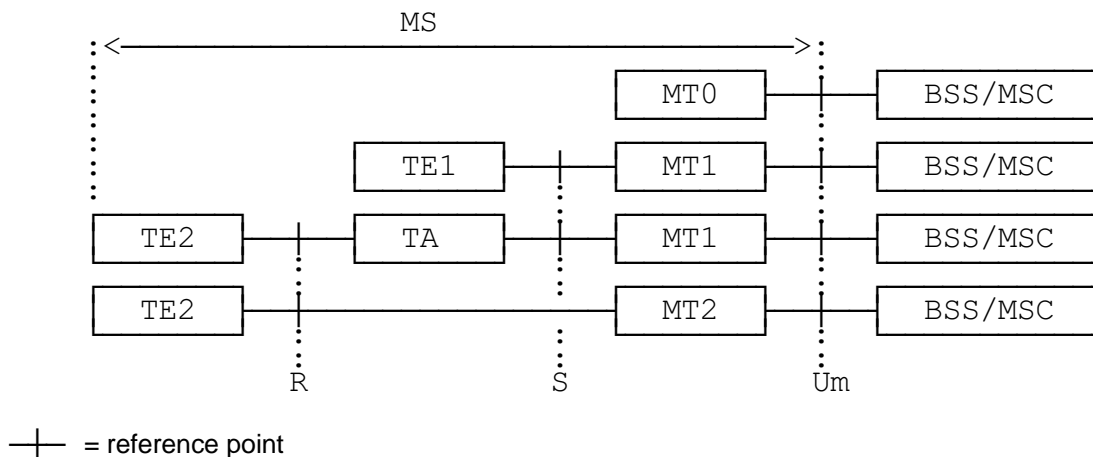 MS
MT0 BSS/MSC
TE1 MT1 BSS/MSC
TE2 TA MT1 BSS/MSC
TE2 MT2 BSS/MSC
R S Um
= reference point